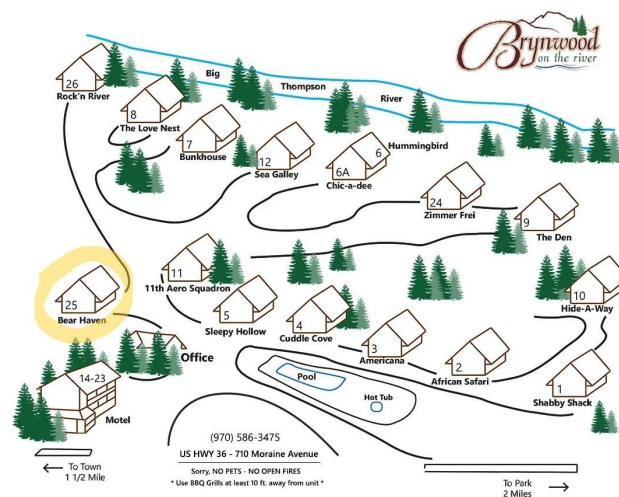 Brynwood
on the river
Big Thompson River
26
Rock'n River
8
The Love Nest
7
Bunkhouse
12
Sea Galley
6
Hummingbird
6A
Chic-a-dee
24
Zimmer Frei
9
The Den
11
11th Aero Squadron
10
Hide-A-Way
25
Bear Haven
5
Sleepy Hollow
4
Cuddle Cove
3
Americana
2
African Safari
1
Shabby Shack
Office
Pool
Hot Tub
14-23
Motel
(970) 586-3475
US HWY 36 - 710 Moraine Avenue
Sorry, NO PETS - NO OPEN FIRES
* Use BBQ Grills at least 10 ft. away from unit *
To Town
1 1/2 Mile
To Park
2 Miles